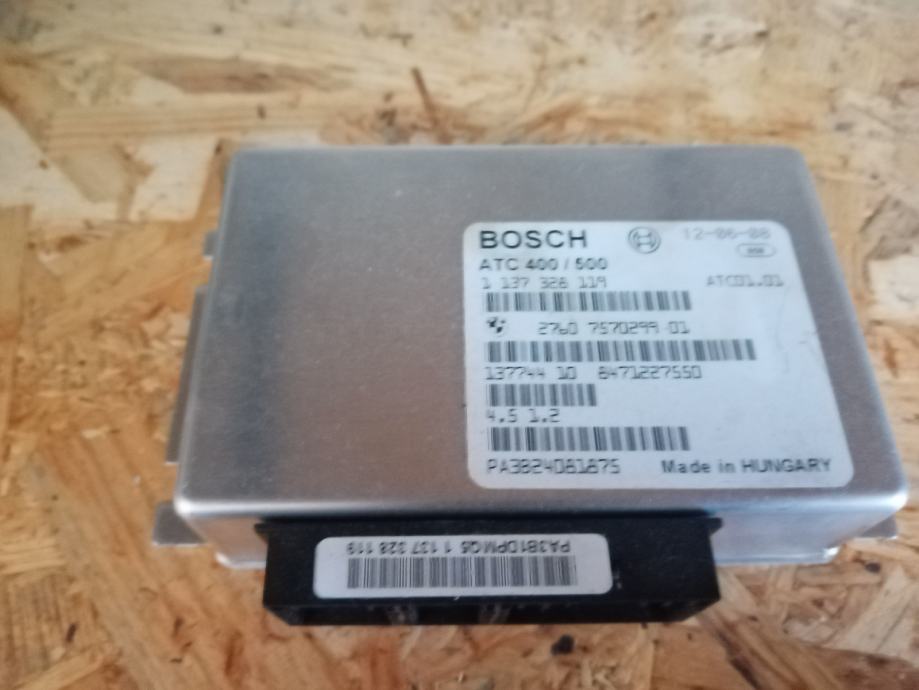 BOSCH 12-06-08
ATC 400 / 500
1 137 328 119 ATC01.01
2760 7570299 01
137744 10 8471227550
4.5 1.2
PA3824081875 Made in HUNGARY
PA3B1DPMQ5 1 137 328 119